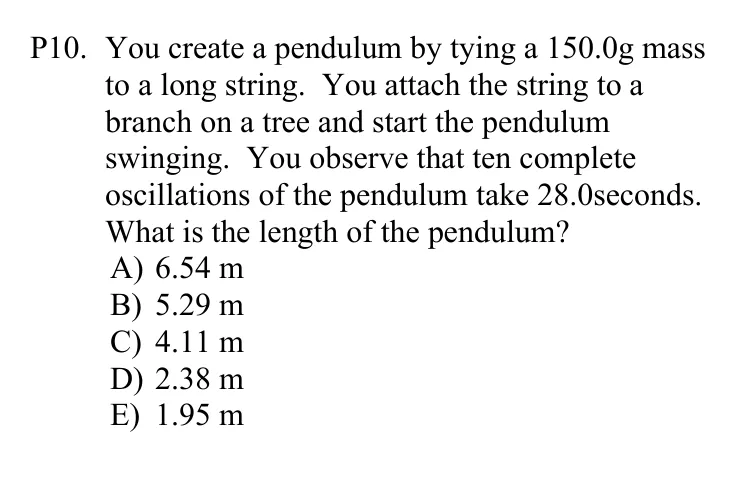 P10. You create a pendulum by tying a 150.0g mass
to a long string. You attach the string to a
branch on a tree and start the pendulum
swinging. You observe that ten complete
oscillations of the pendulum take 28.0seconds.
What is the length of the pendulum?
A) 6.54 m
B) 5.29 m
C) 4.11 m
D) 2.38 m
E) 1.95 m